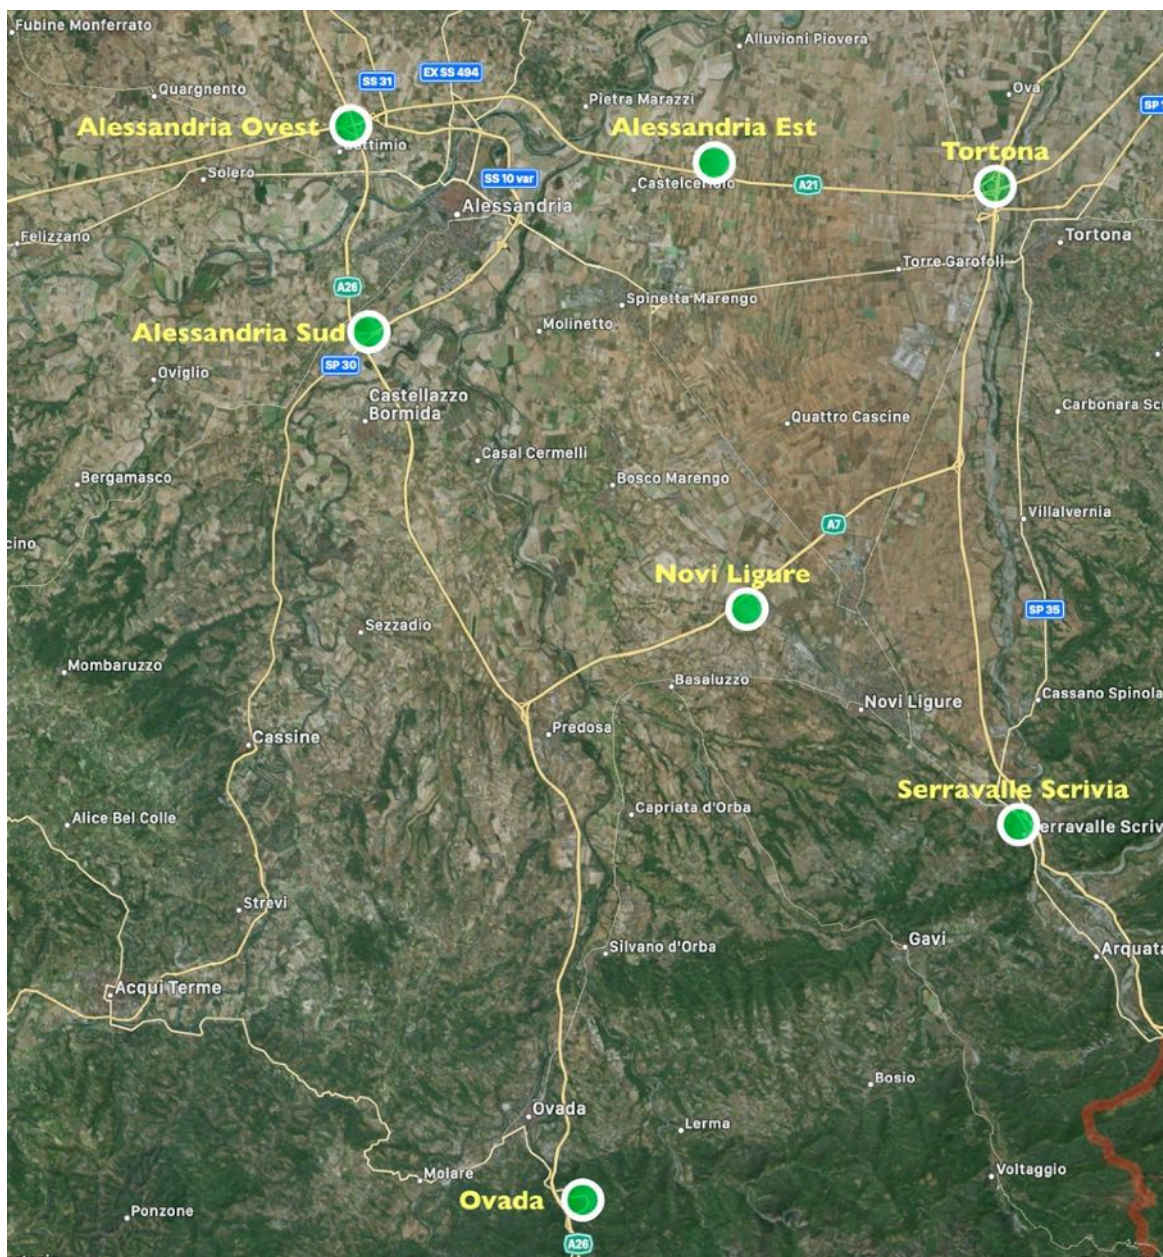 Fubine Monferrato
Alluvioni Piovera
SS 31
EX SS 494
Quargnento
Ova
Pietra Marazzi
Alessandria Ovest
Alessandria Est
Tortona
Solero
SS 10 var
A21
Alessandria
Felizzano
Tortona
Torre Garofoli
A26
Spinetta Marengo
Alessandria Sud
Molinetto
SP 30
Oviglio
Castellazzo
Bormida
Quattro Cascine
Casal Cermelli
Bergamasco
Bosco Marengo
Villalvernia
A7
Novi Ligure
SP 35
Sezzadio
Mombaruzzo
Basaluzzo
Cassano Spinola
Novi Ligure
Predosa
Cassine
Serravalle Scrivia
Capriata d'Orba
Alice Bel Colle
Strevi
Gavi
Silvano d'Orba
Acqui Terme
Bosio
Ovada
Lerma
Molare
Voltaggio
Ovada
Ponzone
A26